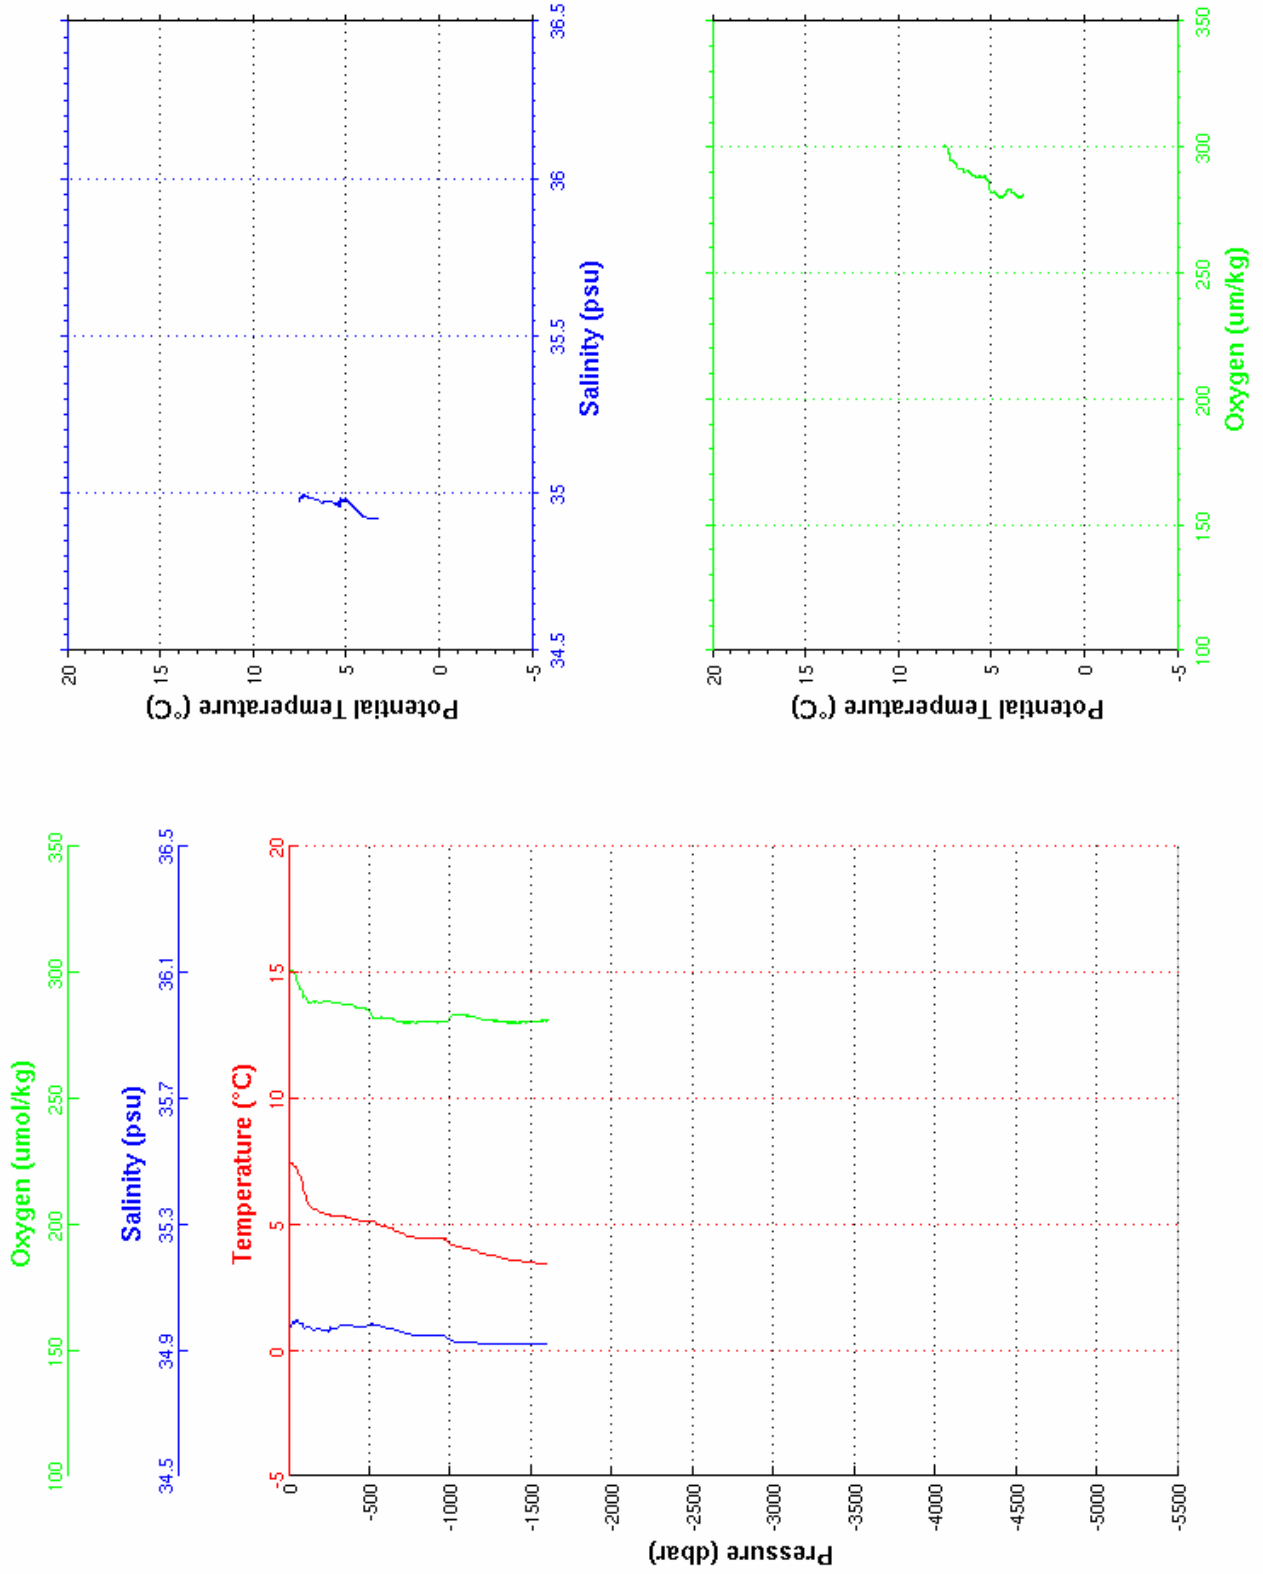 Oxygen (umol/kg)
100 150 200 250 300 350
Salinity (psu)
34.5 34.9 35.3 35.7 36.1 36.5
Temperature (°C)
-5 0 5 10 15 20
Pressure (dbar)
0
-500
-1000
-1500
-2000
-2500
-3000
-3500
-4000
-4500
-5000
-5500
Potential Temperature (°C)
20
15
10
5
0
-5
34.5 35 35.5 36 36.5
Salinity (psu)
Potential Temperature (°C)
20
15
10
5
0
-5
100 150 200 250 300 350
Oxygen (um/kg)